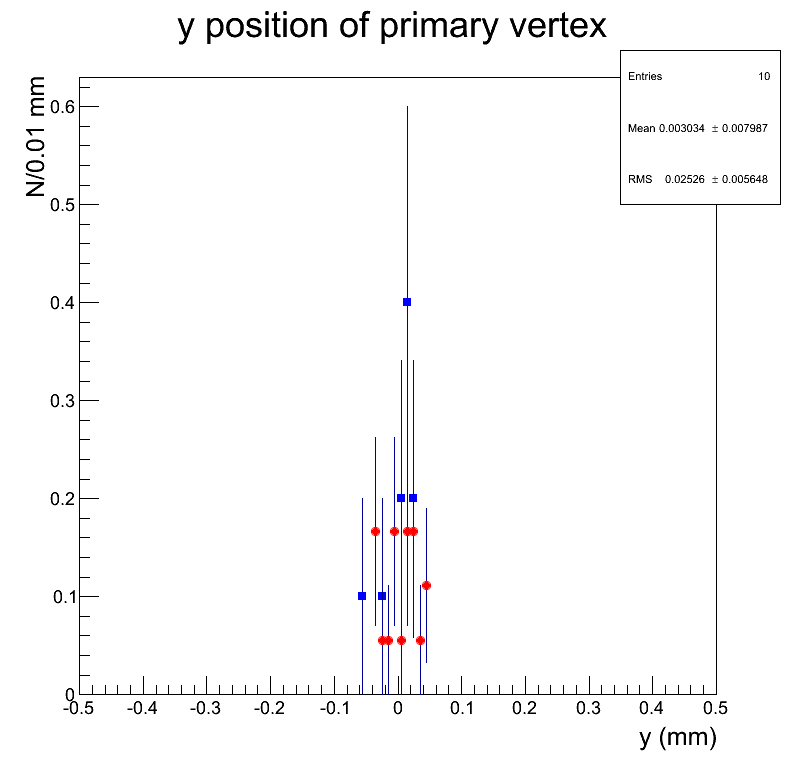 y position of primary vertex
Entries 10
Mean 0.003034 ± 0.007987
RMS 0.02526 ± 0.005648
N/0.01 mm
0.6
0.5
0.4
0.3
0.2
0.1
0
-0.5 -0.4 -0.3 -0.2 -0.1 0 0.1 0.2 0.3 0.4 0.5
y (mm)